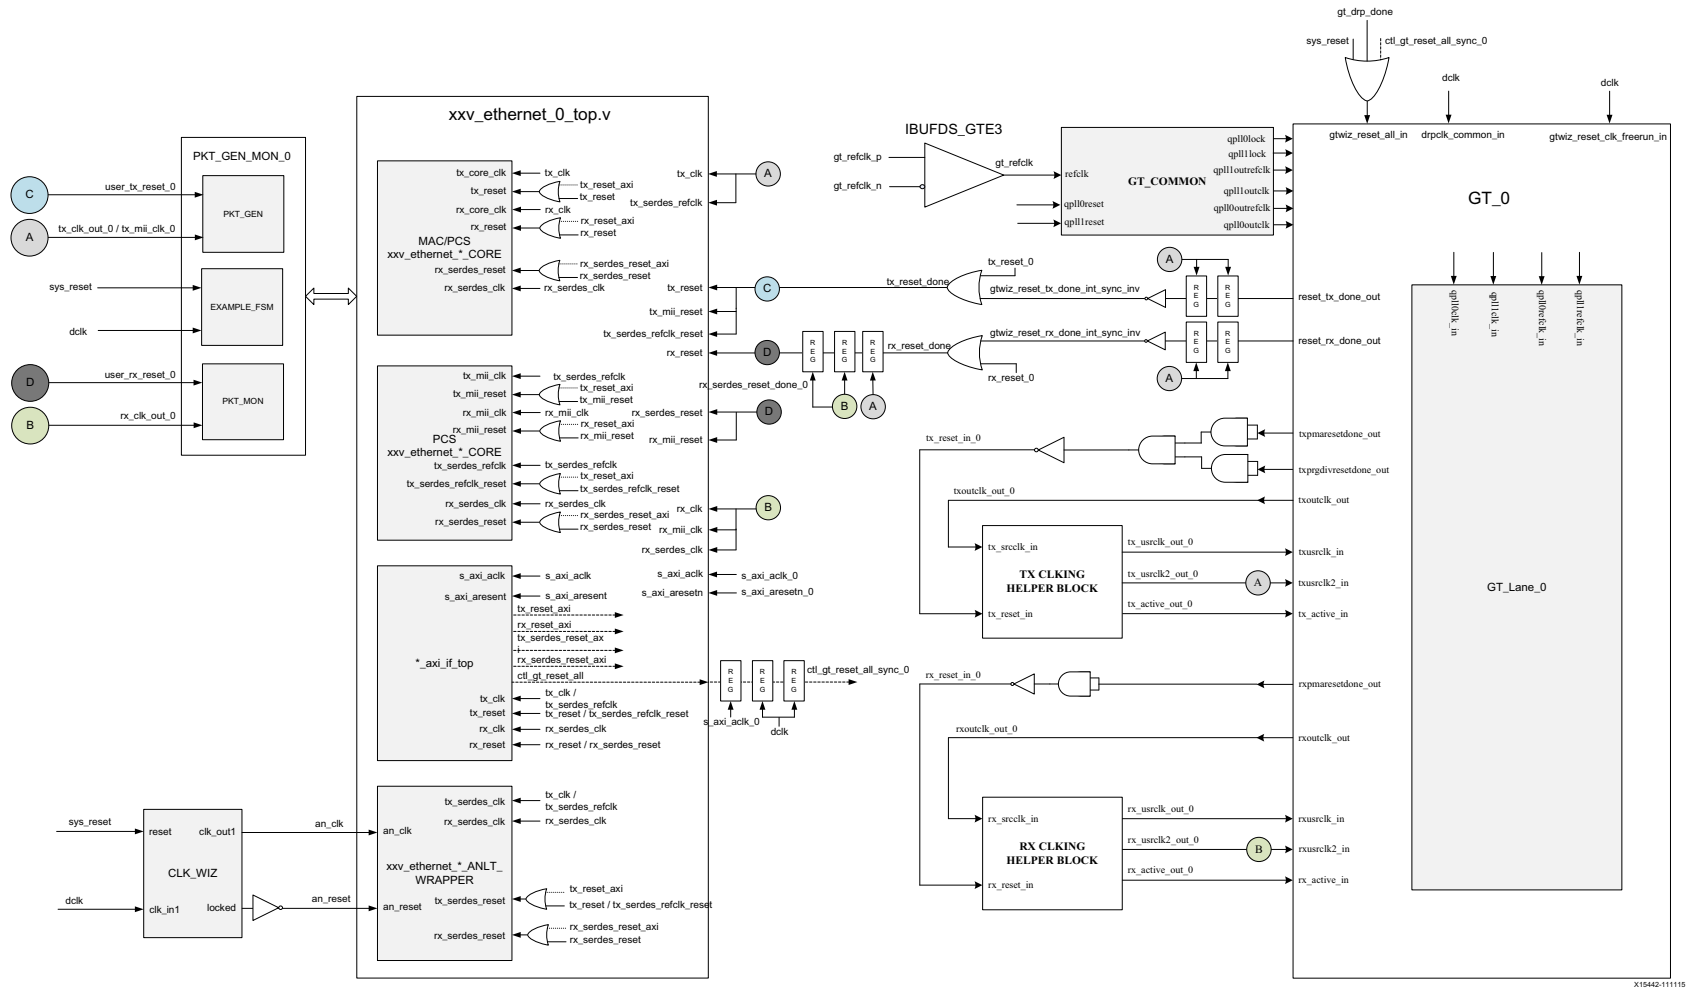 gt_drp_done
sys_reset
ctl_gt_reset_all_sync_0
dclk
dclk
gtwiz_reset_all_in
drpclk_common_in
gtwiz_reset_clk_freerun_in
GT_0
qpll0clk_in
qpll1clk_in
qpll0refclk_in
qpll1refclk_in
GT_Lane_0
PKT_GEN_MON_0
C
user_tx_reset_0
PKT_GEN
A
tx_clk_out_0 / tx_mii_clk_0
sys_reset
EXAMPLE_FSM
dclk
D
user_rx_reset_0
PKT_MON
B
rx_clk_out_0
xxv_ethernet_0_top.v
tx_core_clk
tx_clk
tx_reset
tx_reset_axi
tx_reset
rx_core_clk
rx_clk
rx_reset
rx_reset_axi
rx_reset
MAC/PCS
xxv_ethernet_*_CORE
rx_serdes_reset
rx_serdes_reset_axi
rx_serdes_reset
rx_serdes_clk
rx_serdes_clk
tx_clk
A
tx_serdes_refclk
tx_reset
C
tx_mii_reset
tx_serdes_refclk_reset
rx_reset
D
tx_mii_clk
tx_serdes_refclk
tx_mii_reset
tx_reset_axi
tx_mii_reset
rx_mii_clk
rx_mii_clk
rx_mii_reset
rx_reset_axi
rx_mii_reset
PCS
xxv_ethernet_*_CORE
tx_serdes_refclk
tx_serdes_refclk
tx_serdes_refclk_reset
tx_reset_axi
tx_serdes_refclk_reset
rx_serdes_clk
rx_serdes_clk
rx_serdes_reset
rx_serdes_reset_axi
rx_serdes_reset
rx_serdes_reset
D
rx_mii_reset
rx_clk
B
rx_mii_clk
rx_serdes_clk
s_axi_aclk
s_axi_aclk_0
s_axi_aresetn
s_axi_aresetn_0
s_axi_aclk
s_axi_aclk
s_axi_aresent
s_axi_aresent
tx_reset_axi
rx_reset_axi
tx_serdes_reset_ax
i
rx_serdes_reset_axi
*_axi_if_top
ctl_gt_reset_all
tx_clk
tx_clk /
tx_serdes_refclk
tx_reset
tx_reset / tx_serdes_refclk_reset
rx_clk
rx_serdes_clk
rx_reset
rx_reset / rx_serdes_reset
REG
REG
REG
ctl_gt_reset_all_sync_0
s_axi_aclk_0
dclk
tx_serdes_clk
tx_clk /
tx_serdes_refclk
rx_serdes_clk
rx_serdes_clk
an_clk
xxv_ethernet_*_ANLT_
WRAPPER
an_reset
tx_serdes_reset
tx_reset_axi
tx_reset / tx_serdes_refclk_reset
rx_serdes_reset
rx_serdes_reset_axi
rx_serdes_reset
sys_reset
reset
clk_out1
an_clk
CLK_WIZ
dclk
clk_in1
locked
an_reset
IBUFDS_GTE3
gt_refclk_p
gt_refclk_n
gt_refclk
refclk
GT_COMMON
qpll0reset
qpll1reset
qpll0lock
qpll1lock
qpll1outrefclk
qpll1outclk
qpll0outrefclk
qpll0outclk
tx_reset_done
tx_reset_0
gtwiz_reset_tx_done_int_sync_inv
A
REG
REG
reset_tx_done_out
REG
REG
REG
rx_reset_done
gtwiz_reset_rx_done_int_sync_inv
rx_reset_0
REG
REG
A
reset_rx_done_out
rx_serdes_reset_done_0
B
A
tx_reset_in_0
txpmaresetdone_out
txprgdivresetdone_out
txoutclk_out_0
txoutclk_out
tx_srcclk_in
TX CLKING
HELPER BLOCK
tx_reset_in
tx_usrclk_out_0
txusrclk_in
tx_usrclk2_out_0
A
txusrclk2_in
tx_active_out_0
tx_active_in
rx_reset_in_0
rxpmaresetdone_out
rxoutclk_out_0
rxoutclk_out
rx_srcclk_in
RX CLKING
HELPER BLOCK
rx_reset_in
rx_usrclk_out_0
rxusrclk_in
rx_usrclk2_out_0
B
rxusrclk2_in
rx_active_out_0
rx_active_in
X15442-111115